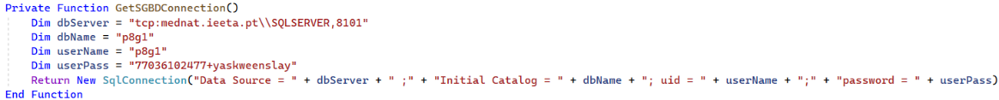 Private Function GetSGBDConnection()
Dim dbServer = "tcp:mednat.ieeta.pt\\SQLSERVER,8101"
Dim dbName = "p8g1"
Dim userName = "p8g1"
Dim userPass = "77036102477+yaskweenslay"
Return New SqlConnection("Data Source = " + dbServer + " ;" + "Initial Catalog = " + dbName + "; uid = " + userName + ";" + "password = " + userPass)
End Function